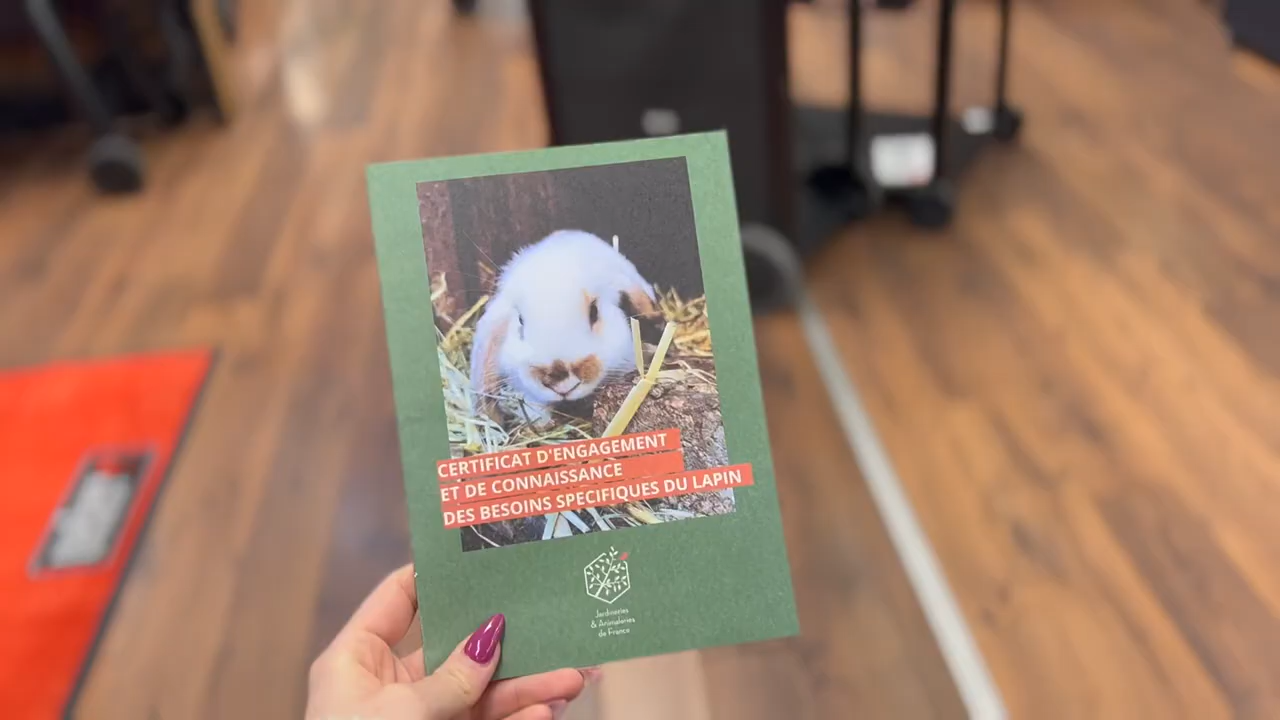 CERTIFICAT D'ENGAGEMENT
ET DE CONNAISSANCE
DES BESOINS SPECIFIQUES DU LAPIN
Jardineries
& Animaleries
de France